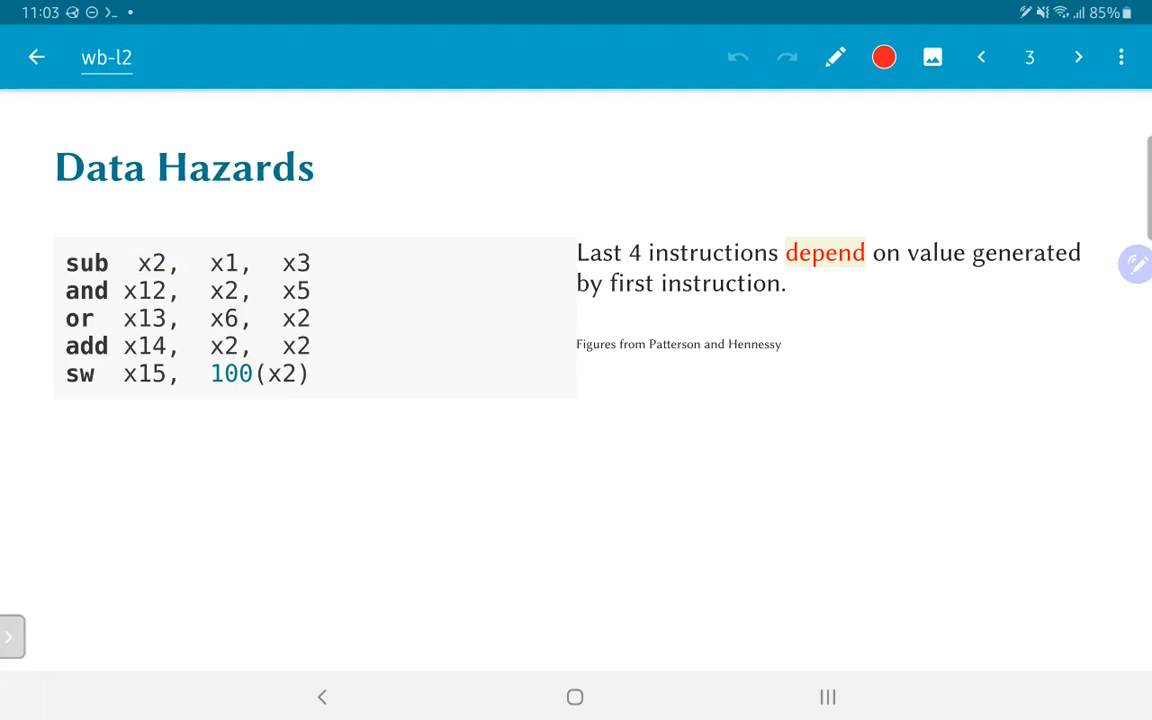 11:03 85%
wb-l2 3
Data Hazards
sub x2, x1, x3
and x12, x2, x5
or x13, x6, x2
add x14, x2, x2
sw x15, 100(x2)
Last 4 instructions depend on value generated
by first instruction.
Figures from Patterson and Hennessy